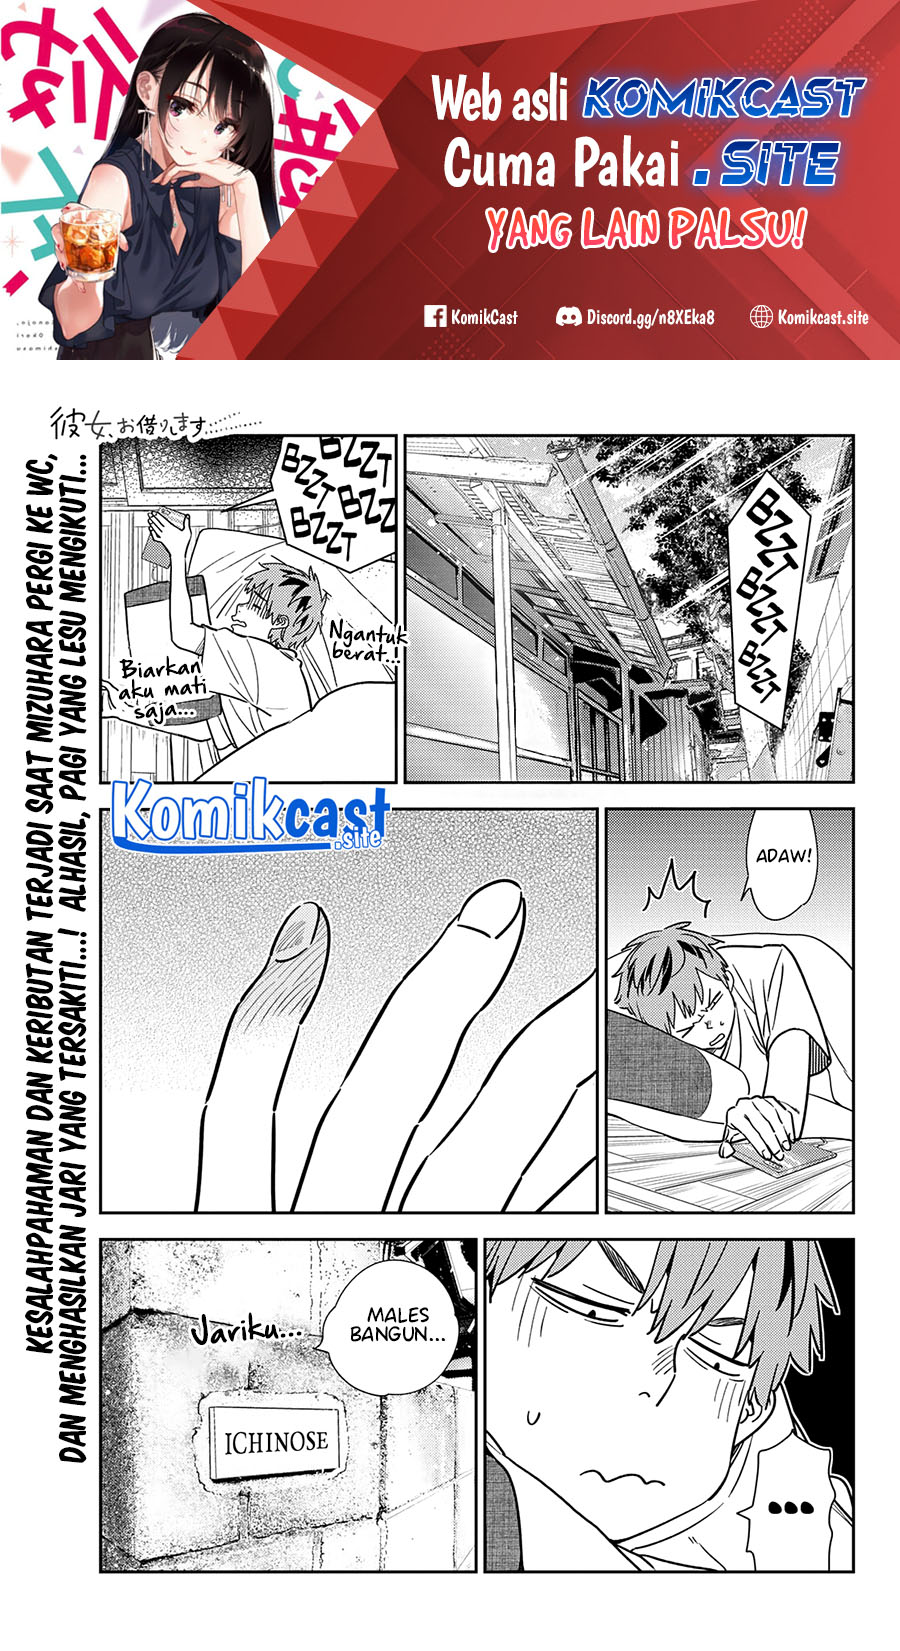 Web asli KOMIKCAST
Cuma Pakai .SITE
YANG LAIN PALSU!
KomikCast
Discord.gg/n8XEka8
Komikcast.site
彼女、お借りします
KESALAHPAHAMAN DAN KERIBUTAN TERJADI SAAT MIZUHARA PERGI KE WC,
DAN MENGHASILKAN JARI YANG TERSAKITI...! ALHASIL, PAGI YANG LESU MENGIKUTI...
BZZT
BZZT
BZZT
BZZT
BZZT
BZZ
BZZT
Ngantuk
berat..!
Biarkan
aku mati
saja...
Komikcast
.site
ADAW!
...
MALES
BANGUN...
Jariku...
ICHINOSE